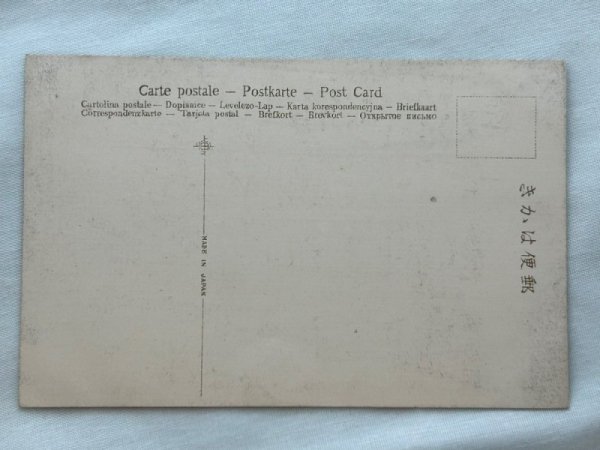 Carte postale — Postkarte — Post Card
Cartolina postale — Dopisnice — Levelezo-Lap — Karta korespondencyjna — Briefkaart
Correspondenzkarte — Tarjeta postal — Brefkort — Brevkort — Открытое письмо
MADE IN JAPAN
郵便はかき